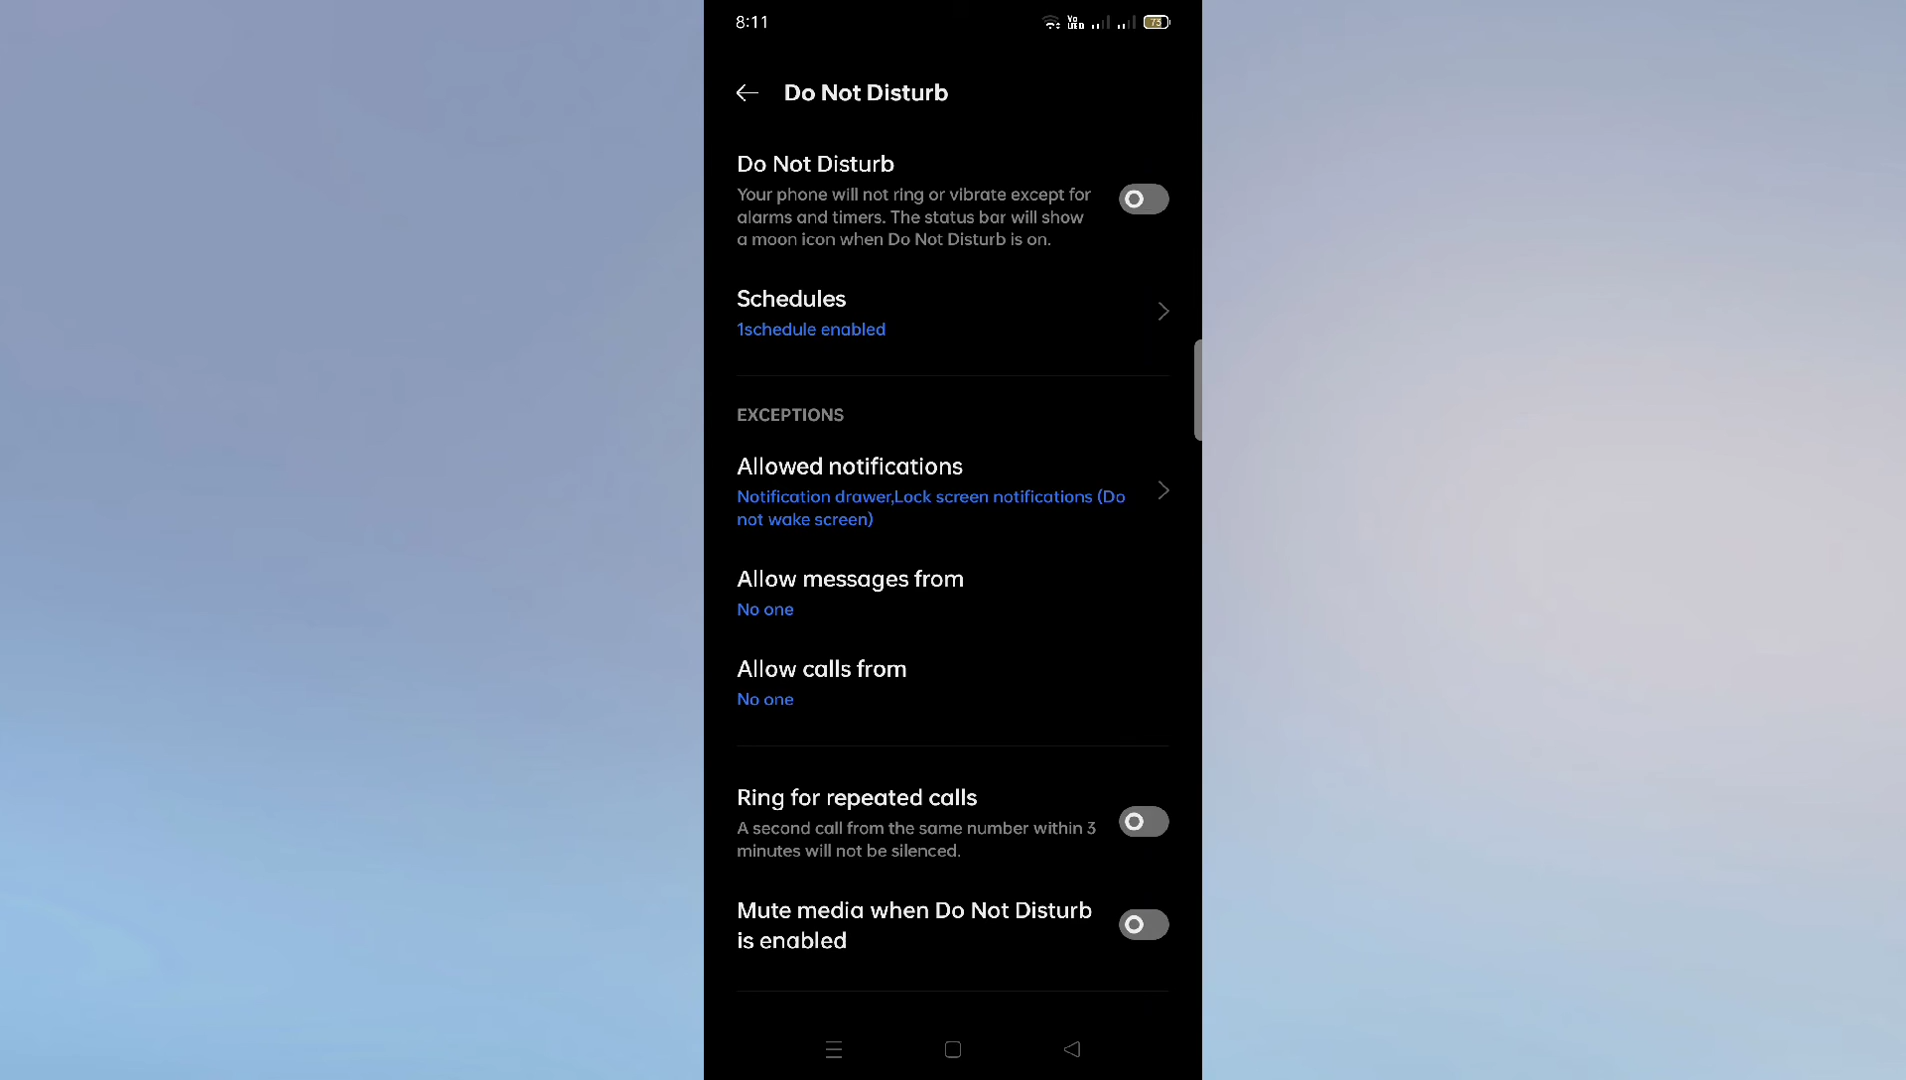 8:11
Vo LTE 73
Do Not Disturb
Do Not Disturb
Your phone will not ring or vibrate except for
alarms and timers. The status bar will show
a moon icon when Do Not Disturb is on.
Schedules
1schedule enabled
EXCEPTIONS
Allowed notifications
Notification drawer,Lock screen notifications (Do
not wake screen)
Allow messages from
No one
Allow calls from
No one
Ring for repeated calls
A second call from the same number within 3
minutes will not be silenced.
Mute media when Do Not Disturb
is enabled